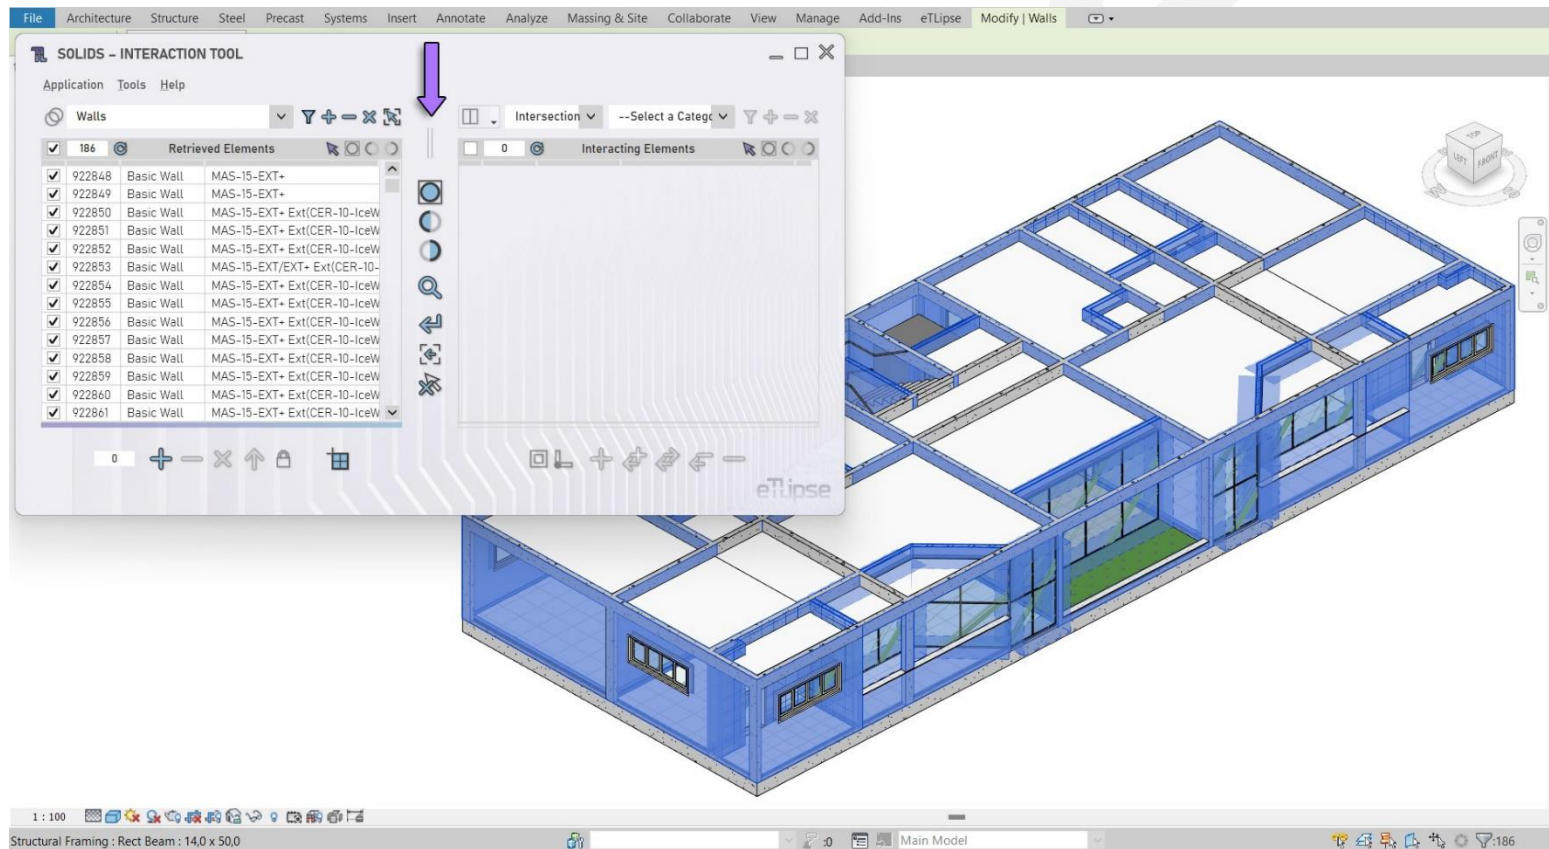 File Architecture Structure Steel Precast Systems Insert Annotate Analyze Massing & Site Collaborate View Manage Add-Ins eTLipse Modify | Walls
SOLIDS – INTERACTION TOOL
Application Tools Help
Walls Intersection --Select a Categc
186 Retrieved Elements 0 Interacting Elements
922848 Basic Wall MAS-15-EXT+
922849 Basic Wall MAS-15-EXT+
922850 Basic Wall MAS-15-EXT+ Ext(CER-10-IceW
922851 Basic Wall MAS-15-EXT+ Ext(CER-10-IceW
922852 Basic Wall MAS-15-EXT+ Ext(CER-10-IceW
922853 Basic Wall MAS-15-EXT/EXT+ Ext(CER-10-
922854 Basic Wall MAS-15-EXT+ Ext(CER-10-IceW
922855 Basic Wall MAS-15-EXT+ Ext(CER-10-IceW
922856 Basic Wall MAS-15-EXT+ Ext(CER-10-IceW
922857 Basic Wall MAS-15-EXT+ Ext(CER-10-IceW
922858 Basic Wall MAS-15-EXT+ Ext(CER-10-IceW
922859 Basic Wall MAS-15-EXT+ Ext(CER-10-IceW
922860 Basic Wall MAS-15-EXT+ Ext(CER-10-IceW
922861 Basic Wall MAS-15-EXT+ Ext(CER-10-IceW
0
eTLipse
TOP
LEFT FRONT
1 : 100
Structural Framing : Rect Beam : 14,0 x 50,0 :0 Main Model :186